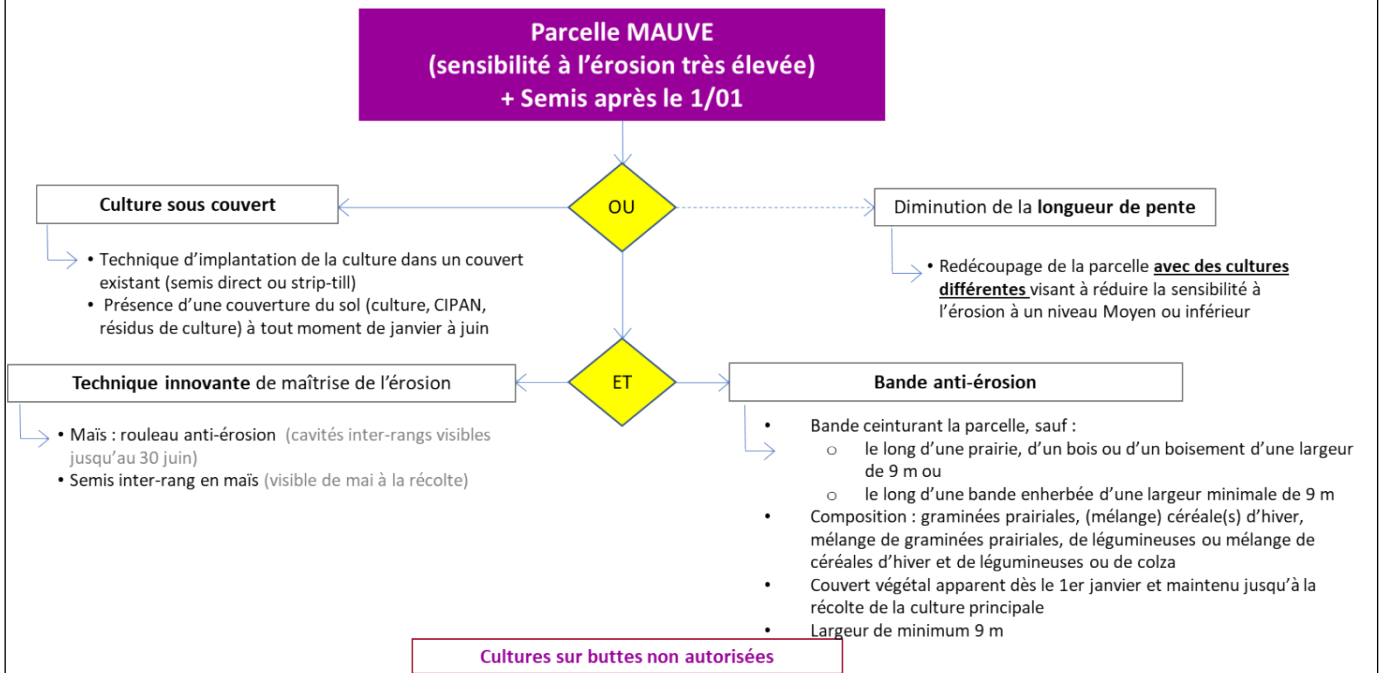 Parcelle MAUVE
(sensibilité à l’érosion très élevée)
+ Semis après le 1/01
OU
Culture sous couvert
• Technique d’implantation de la culture dans un couvert
existant (semis direct ou strip-till)
• Présence d’une couverture du sol (culture, CIPAN,
résidus de culture) à tout moment de janvier à juin
Diminution de la longueur de pente
• Redécoupage de la parcelle avec des cultures
différentes visant à réduire la sensibilité à
l’érosion à un niveau Moyen ou inférieur
ET
Technique innovante de maîtrise de l’érosion
• Maïs : rouleau anti-érosion (cavités inter-rangs visibles
jusqu’au 30 juin)
• Semis inter-rang en maïs (visible de mai à la récolte)
Bande anti-érosion
• Bande ceinturant la parcelle, sauf :
o le long d’une prairie, d’un bois ou d’un boisement d’une largeur
de 9 m ou
o le long d’une bande enherbée d’une largeur minimale de 9 m
• Composition : graminées prairiales, (mélange) céréale(s) d’hiver,
mélange de graminées prairiales, de légumineuses ou mélange de
céréales d’hiver et de légumineuses ou de colza
• Couvert végétal apparent dès le 1er janvier et maintenu jusqu’à la
récolte de la culture principale
• Largeur de minimum 9 m
Cultures sur buttes non autorisées